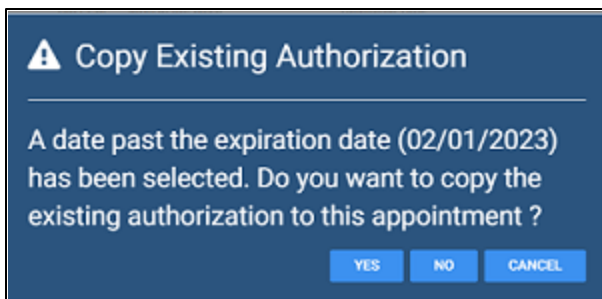 Copy Existing Authorization
A date past the expiration date (02/01/2023)
has been selected. Do you want to copy the
existing authorization to this appointment ?
YES NO CANCEL